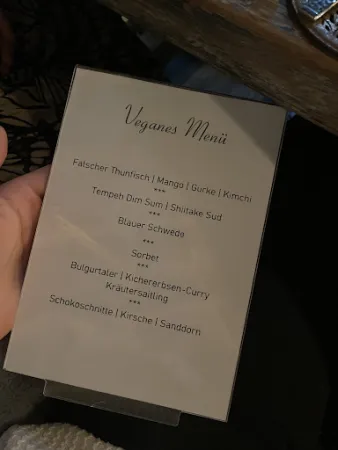 Veganes Menü
Falscher Thunfisch | Mango | Gurke | Kimchi
***
Tempeh Dim Sum | Shiitake Sud
***
Blauer Schwede
***
Sorbet
***
Bulgurtaler | Kichererbsen-Curry
Kräutersaitling
***
Schokoschnitte | Kirsche | Sanddorn